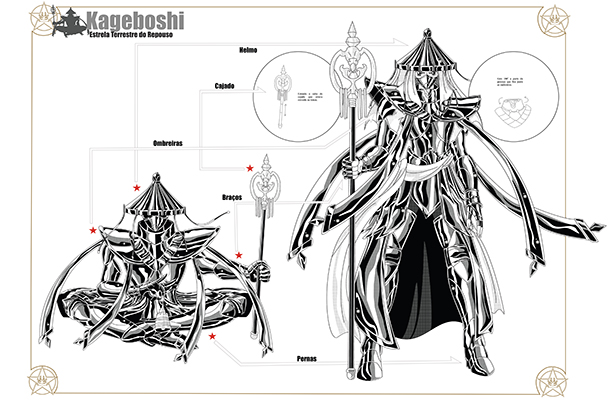 Kageboshi
Estrela Terrestre do Repouso
Helmo
Cajado
Ombreiras
Braços
Pernas